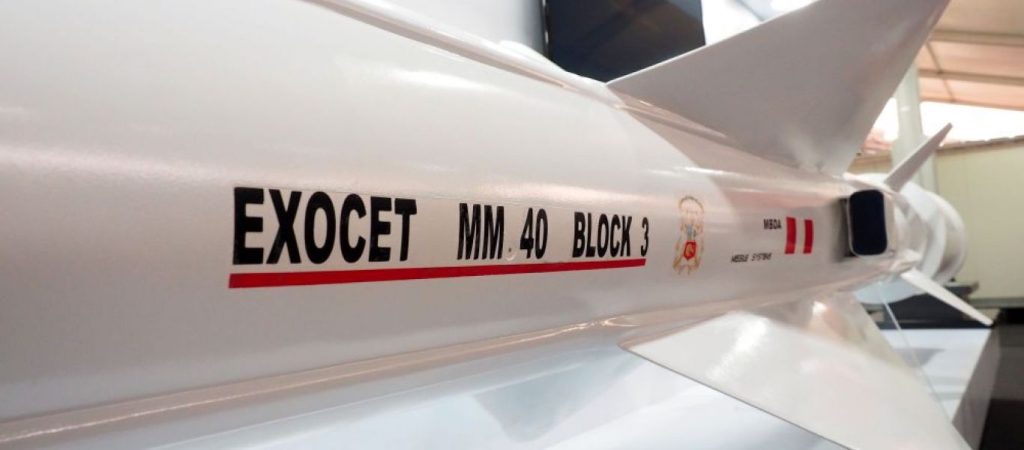 EXOCET MM 40 BLOCK 3
MBDA
MISSILE SYSTEMS